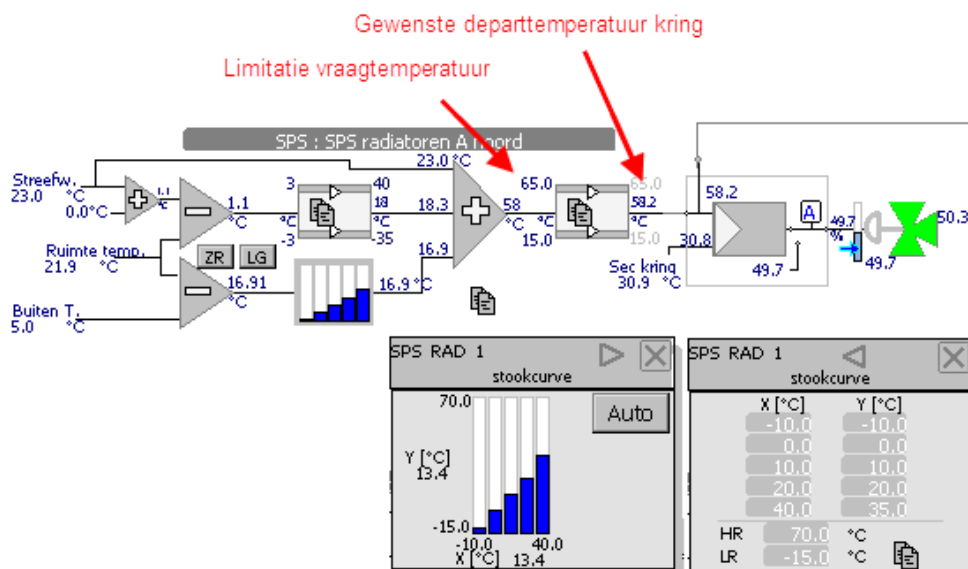 Gewenste departtemperatuur kring
Limitatie vraagtemperatuur
SPS : SPS radiatoren A noord
23.0 °C
Streefw.
23.0 °C
0.0°C
1.1
°C
1.1
°C
3
°C
-3
40
18
°C
-35
18.3
58
°C
65.0
°C
15.0
65.0
58.2
°C
15.0
58.2
30.8
A
49.7
%
49.7
50.3
Ruimte temp.
21.9 °C
ZR
LG
16.91
°C
16.9 °C
16.9
Sec kring
30.9 °C
49.7
Buiten T.
5.0 °C
SPS RAD 1
stookcurve
70.0
Auto
Y [°C]
13.4
-15.0
-10.0
40.0
X [°C] 13.4
SPS RAD 1
stookcurve
X [°C] Y [°C]
-10.0 -10.0
0.0 0.0
10.0 10.0
20.0 20.0
40.0 35.0
HR 70.0 °C
LR -15.0 °C